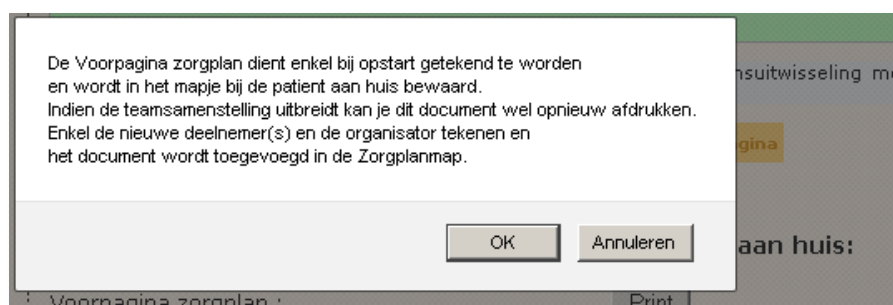 De Voorpagina zorgplan dient enkel bij opstart getekend te worden
en wordt in het mapje bij de patient aan huis bewaard.
Indien de teamsamenstelling uitbreidt kan je dit document wel opnieuw afdrukken.
Enkel de nieuwe deelnemer(s) en de organisator tekenen en
het document wordt toegevoegd in de Zorgplanmap.
OK Annuleren
nsuitwisseling
gina
aan huis:
Voorpagina zorgplan : Print